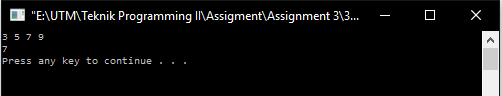 "E:\UTM\Teknik Programming II\Assigment\Assignment 3\3...
3 5 7 9
7
Press any key to continue . . .